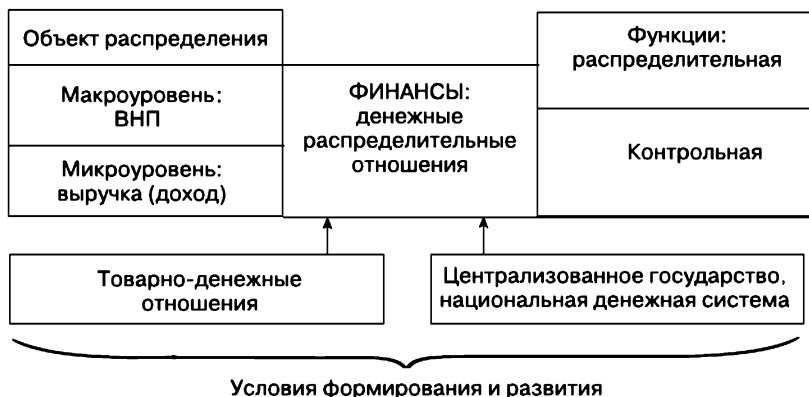 Объект распределения
Макроуровень:
ВНП
Микроуровень:
выручка (доход)
ФИНАНСЫ:
денежные
распределительные
отношения
Функции:
распределительная
Контрольная
Товарно-денежные
отношения
Централизованное государство,
национальная денежная система
Условия формирования и развития